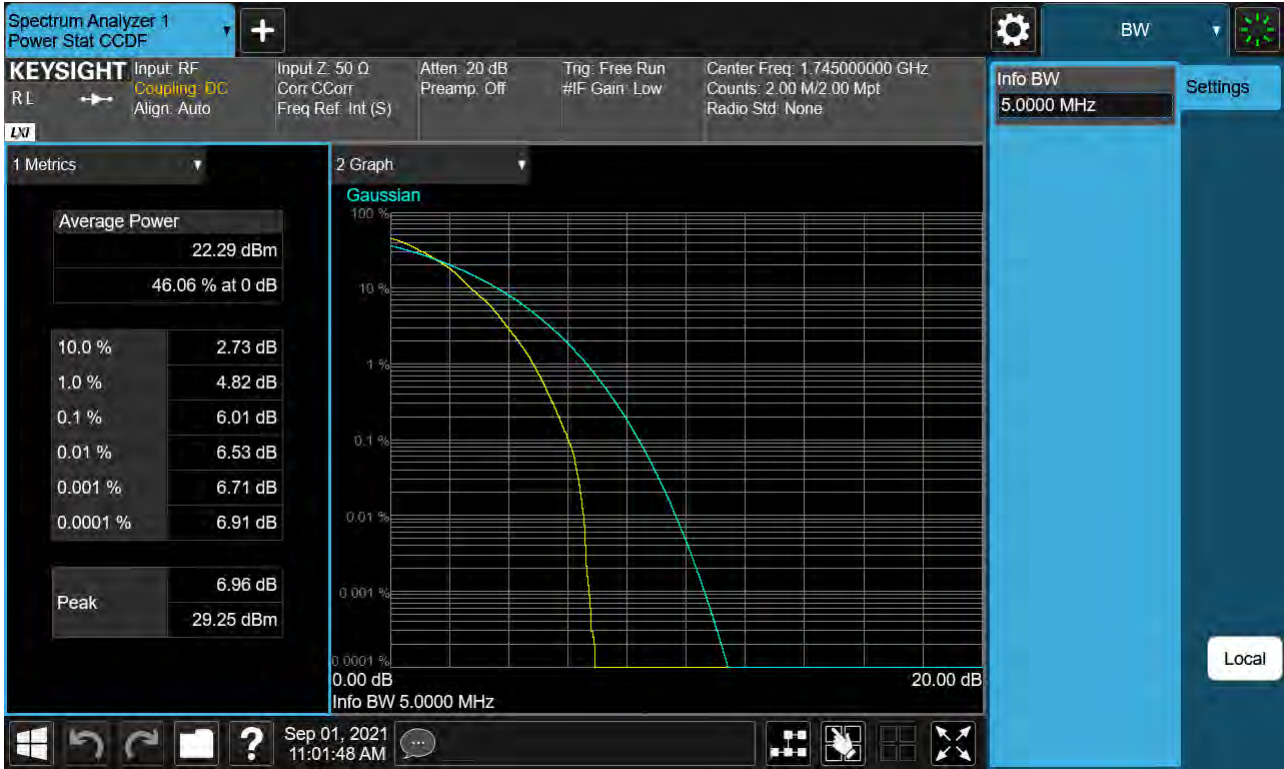 Spectrum Analyzer 1
Power Stat CCDF
+
BW
KEYSIGHT
RL
LXI
Input: RF
Coupling: DC
Align: Auto
Input Z: 50 Ω
Corr CCorr
Freq Ref: Int (S)
Atten: 20 dB
Preamp: Off
Trig: Free Run
#IF Gain: Low
Center Freq: 1.745000000 GHz
Counts: 2.00 M/2.00 Mpt
Radio Std: None
Info BW
5.0000 MHz
Settings
1 Metrics
Average Power
22.29 dBm
46.06 % at 0 dB
10.0 % 2.73 dB
1.0 % 4.82 dB
0.1 % 6.01 dB
0.01 % 6.53 dB
0.001 % 6.71 dB
0.0001 % 6.91 dB
Peak
6.96 dB
29.25 dBm
2 Graph
Gaussian
100 %
10 %
1 %
0.1 %
0.01 %
0.001 %
0.0001 %
0.00 dB 20.00 dB
Info BW 5.0000 MHz
Local
?
Sep 01, 2021
11:01:48 AM